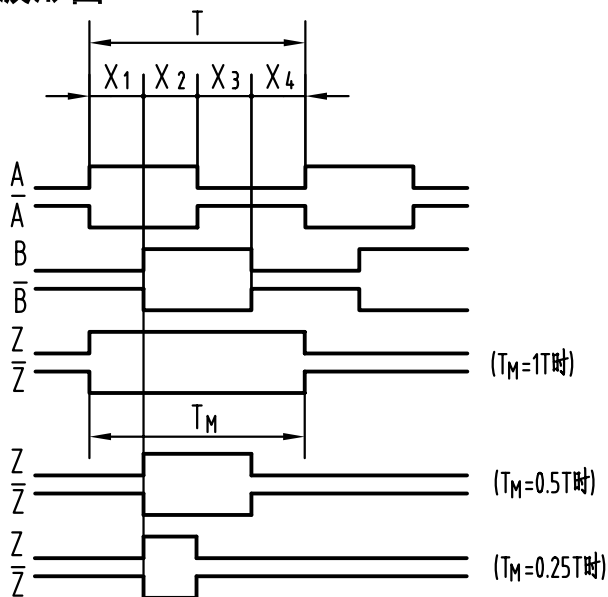 T
X1 X2 X3 X4
A
A̅
B
B̅
Z
Z̅
(TM=1T时)
TM
Z
Z̅
(TM=0.5T时)
Z
Z̅
(TM=0.25T时)